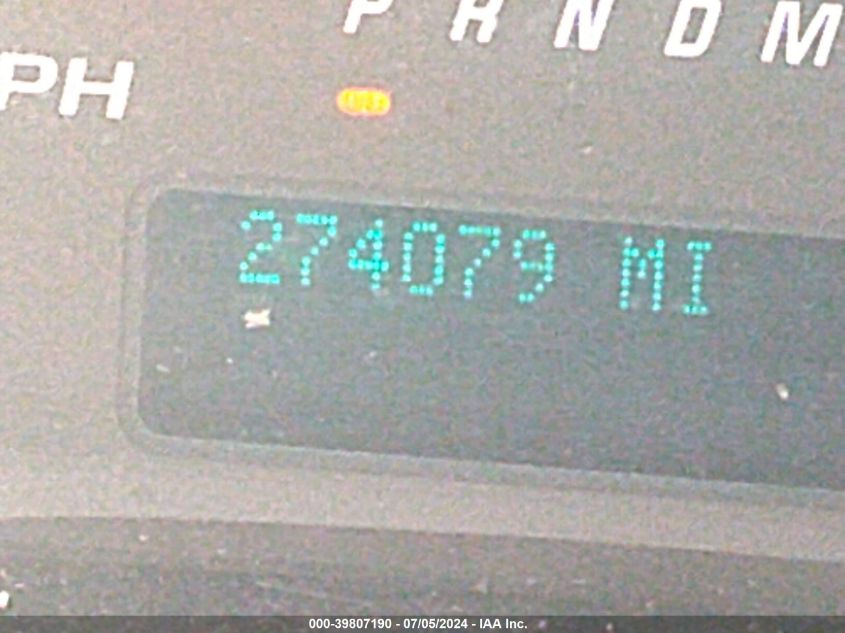 P R N D M
PH
274079 MI
000-39807190 - 07/05/2024 - IAA Inc.